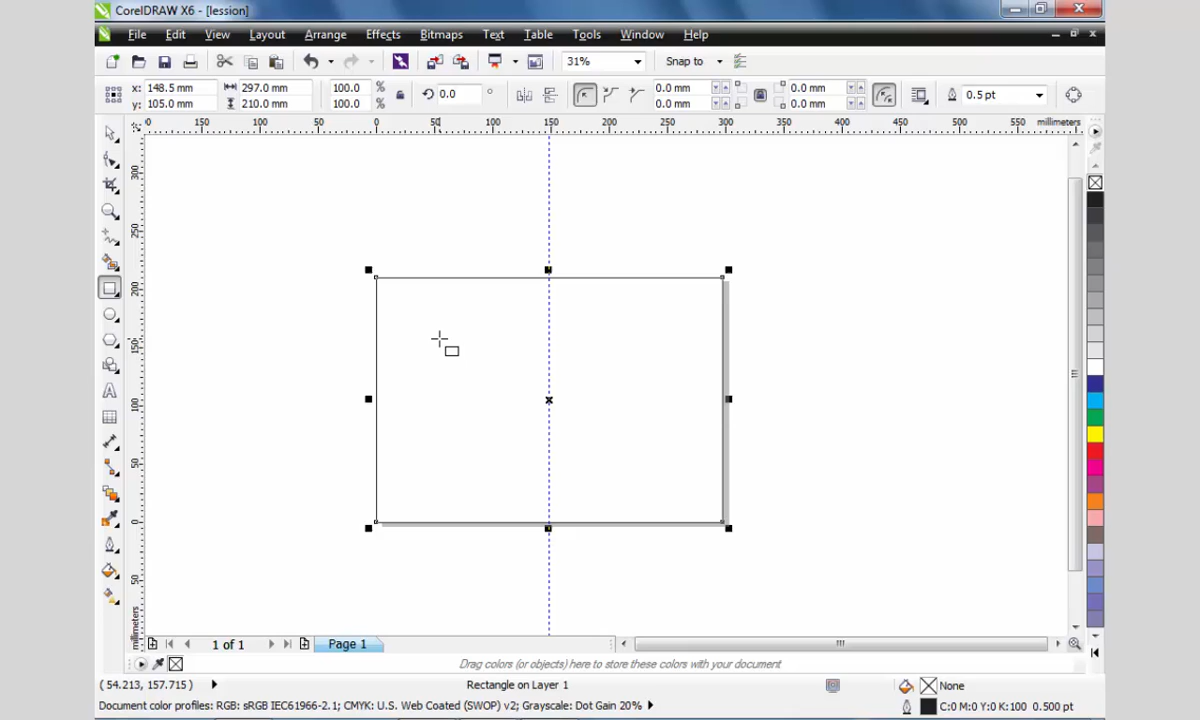 CorelDRAW X6 - [lession]
File Edit View Layout Arrange Effects Bitmaps Text Table Tools Window Help
31% Snap to
x: 148.5 mm 297.0 mm 100.0 % 0.0 ° 0.0 mm 0.0 mm 0.5 pt
y: 105.0 mm 210.0 mm 100.0 % 0.0 mm 0.0 mm
150 100 50 0 50 100 150 200 250 300 350 400 450 500 550 millimeters
300
250
200
150
100
50
0
50
millimeters
1 of 1 Page 1
Drag colors (or objects) here to store these colors with your document
( 54.213, 157.715 ) Rectangle on Layer 1 None
Document color profiles: RGB: sRGB IEC61966-2.1; CMYK: U.S. Web Coated (SWOP) v2; Grayscale: Dot Gain 20% C:0 M:0 Y:0 K:100 0.500 pt